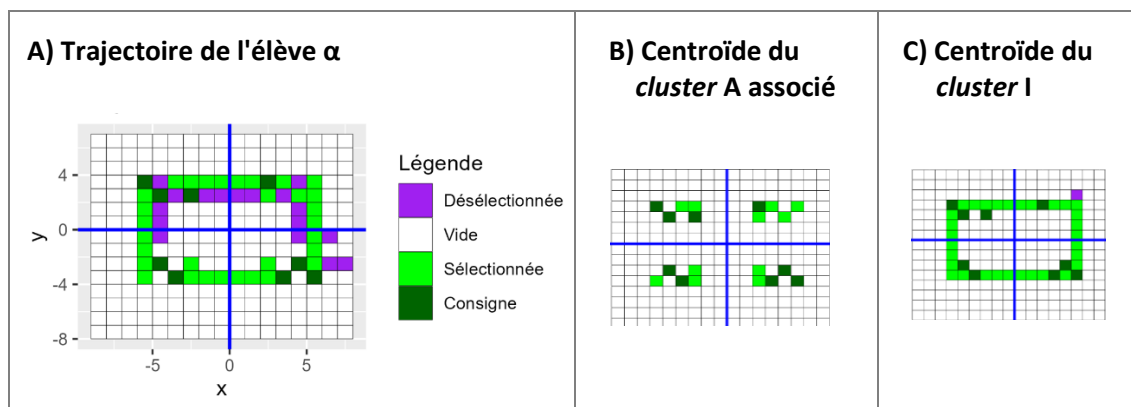 A) Trajectoire de l'élève α
B) Centroïde du
cluster A associé
C) Centroïde du
cluster I
Légende
Désélectionnée
Vide
Sélectionnée
Consigne
4
0
-4
-8
y
-5
0
5
x